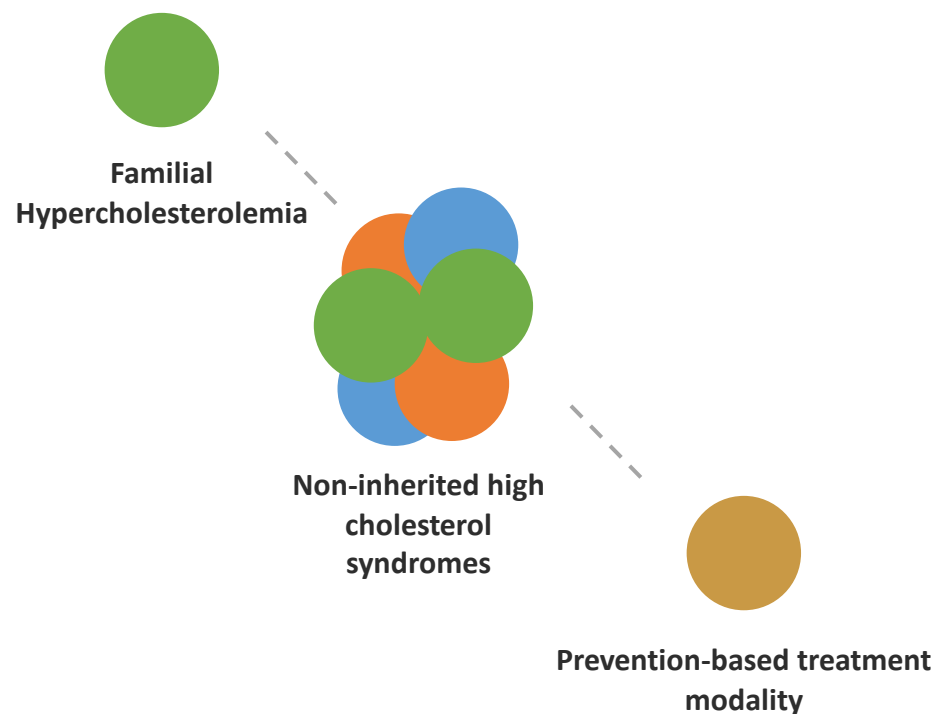 Familial
Hypercholesterolemia
Non-inherited high
cholesterol
syndromes
Prevention-based treatment
modality